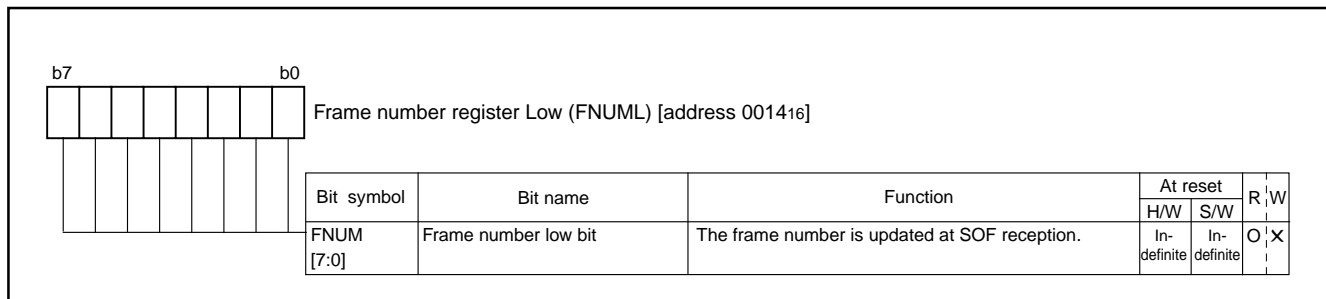 b7 b0
Frame number register Low (FNUML) [address 001416]
Bit symbol Bit name Function At reset R W
H/W S/W
FNUM Frame number low bit The frame number is updated at SOF reception. In- In- O X
[7:0] definite definite